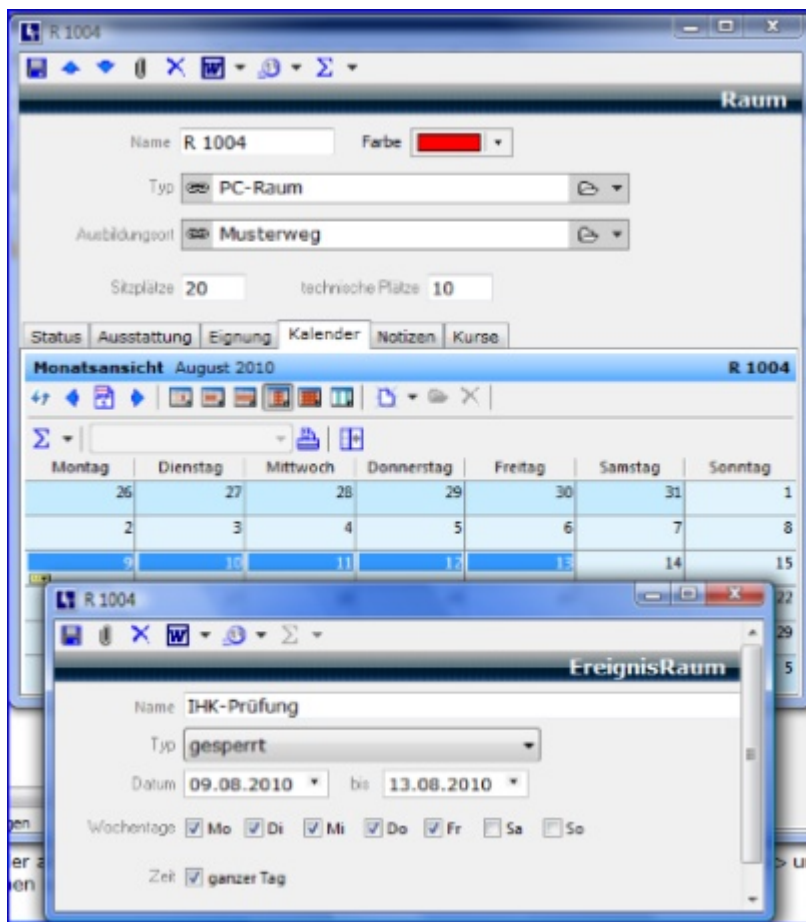 R 1004
Raum
Name R 1004 Farbe
Typ PC-Raum
Ausbildungsort Musterweg
Sitzplätze 20 technische Plätze 10
Status Ausstattung Eignung Kalender Notizen Kurse
Monatsansicht August 2010 R 1004
Montag Dienstag Mittwoch Donnerstag Freitag Samstag Sonntag
26 27 28 29 30 31 1
2 3 4 5 6 7 8
9 10 11 12 13 14 15
22
29
5
R 1004
EreignisRaum
Name IHK-Prüfung
Typ gesperrt
Datum 09.08.2010 bis 13.08.2010
Wochentage Mo Di Mi Do Fr Sa So
Zeit ganzer Tag